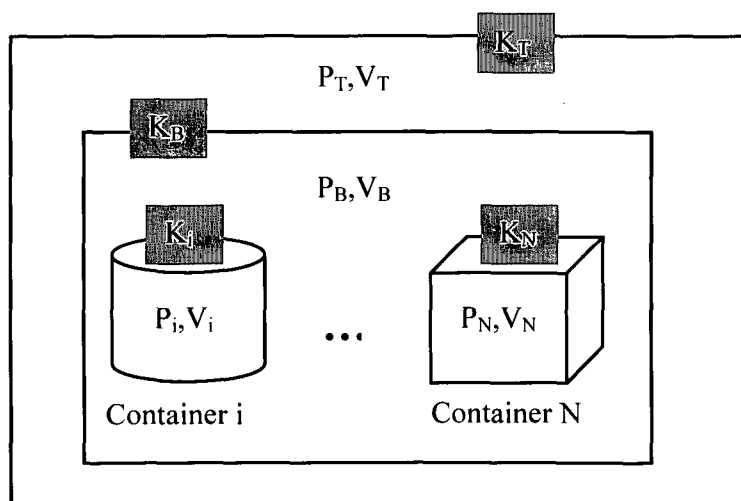 K_T
P_T,V_T
K_B
P_B,V_B
K_i K_N
P_i,V_i ... P_N,V_N
Container i Container N